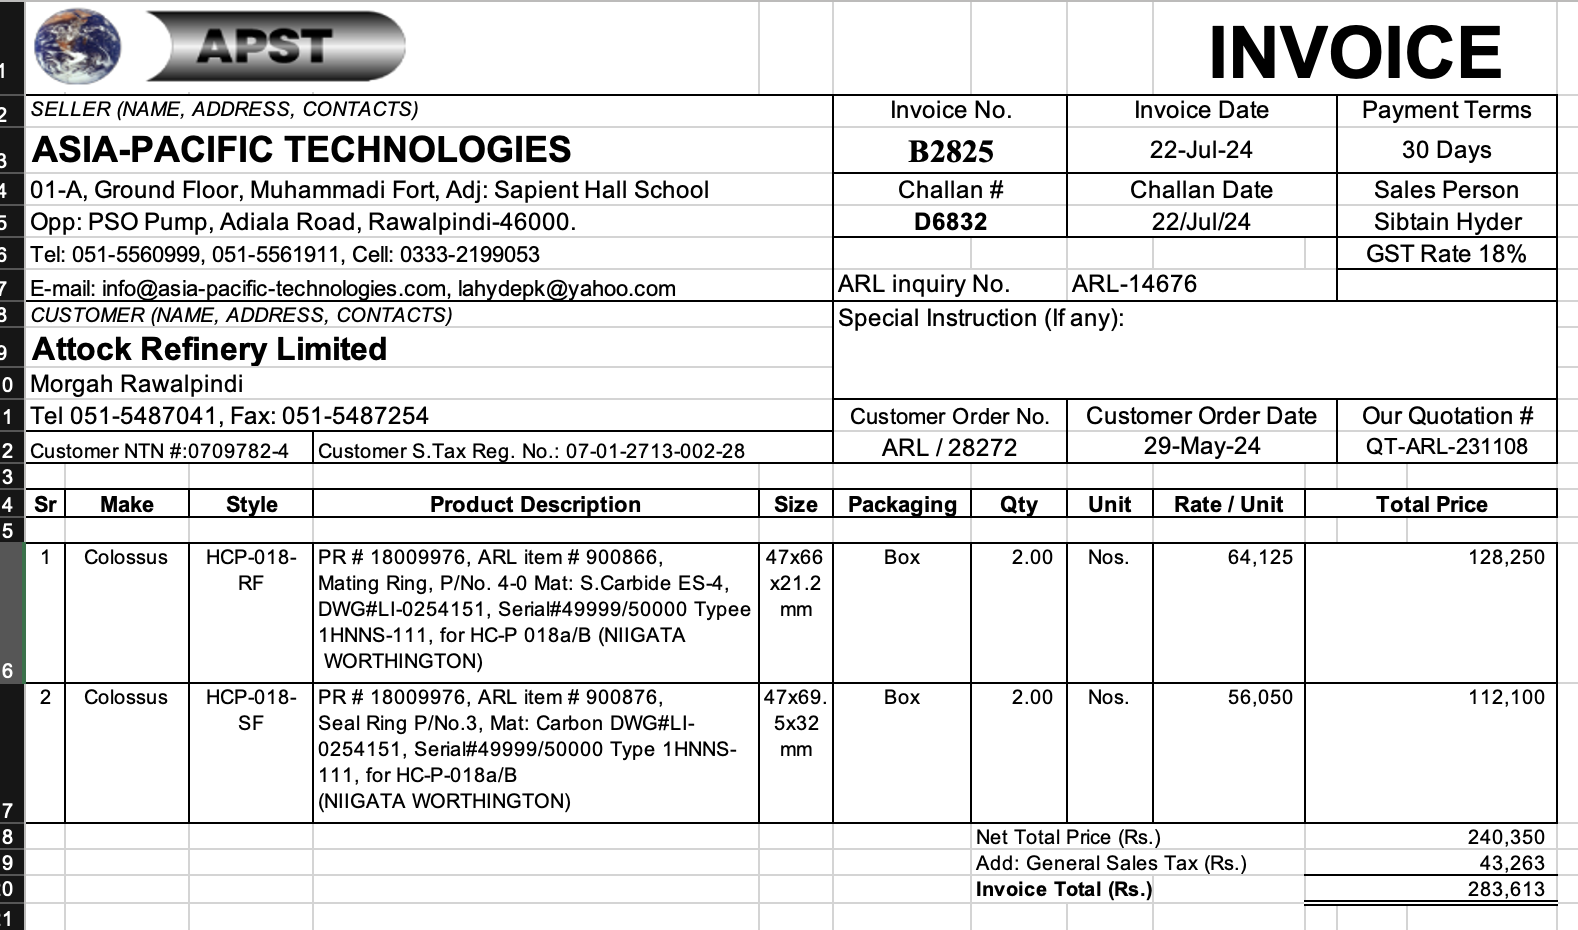 APST
INVOICE
SELLER (NAME, ADDRESS, CONTACTS)
Invoice No.
Invoice Date
Payment Terms
ASIA-PACIFIC TECHNOLOGIES
B2825
22-Jul-24
30 Days
01-A, Ground Floor, Muhammadi Fort, Adj: Sapient Hall School
Challan #
Challan Date
Sales Person
Opp: PSO Pump, Adiala Road, Rawalpindi-46000.
D6832
22/Jul/24
Sibtain Hyder
Tel: 051-5560999, 051-5561911, Cell: 0333-2199053
GST Rate 18%
E-mail: info@asia-pacific-technologies.com, lahydepk@yahoo.com
ARL inquiry No.
ARL-14676
CUSTOMER (NAME, ADDRESS, CONTACTS)
Special Instruction (If any):
Attock Refinery Limited
Morgah Rawalpindi
Tel 051-5487041, Fax: 051-5487254
Customer Order No.
Customer Order Date
Our Quotation #
Customer NTN #:0709782-4
Customer S.Tax Reg. No.: 07-01-2713-002-28
ARL / 28272
29-May-24
QT-ARL-231108
Sr
Make
Style
Product Description
Size
Packaging
Qty
Unit
Rate / Unit
Total Price
1
Colossus
HCP-018-
RF
PR # 18009976, ARL item # 900866,
Mating Ring, P/No. 4-0 Mat: S.Carbide ES-4,
DWG#LI-0254151, Serial#49999/50000 Typee
1HNNS-111, for HC-P 018a/B (NIIGATA
WORTHINGTON)
47x66
x21.2
mm
Box
2.00
Nos.
64,125
128,250
2
Colossus
HCP-018-
SF
PR # 18009976, ARL item # 900876,
Seal Ring P/No.3, Mat: Carbon DWG#LI-
0254151, Serial#49999/50000 Type 1HNNS-
111, for HC-P-018a/B
(NIIGATA WORTHINGTON)
47x69.
5x32
mm
Box
2.00
Nos.
56,050
112,100
Net Total Price (Rs.)
240,350
Add: General Sales Tax (Rs.)
43,263
Invoice Total (Rs.)
283,613